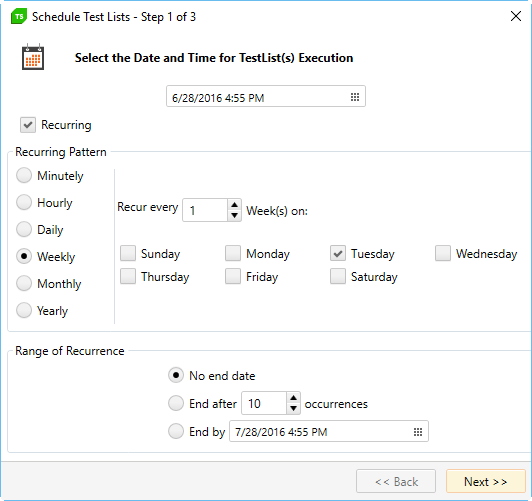 TS Schedule Test Lists - Step 1 of 3
Select the Date and Time for TestList(s) Execution
6/28/2016 4:55 PM
Recurring
Recurring Pattern
Minutely
Hourly
Daily
Weekly
Monthly
Yearly
Recur every 1 Week(s) on:
Sunday Monday Tuesday Wednesday
Thursday Friday Saturday
Range of Recurrence
No end date
End after 10 occurrences
End by 7/28/2016 4:55 PM
<< Back Next >>